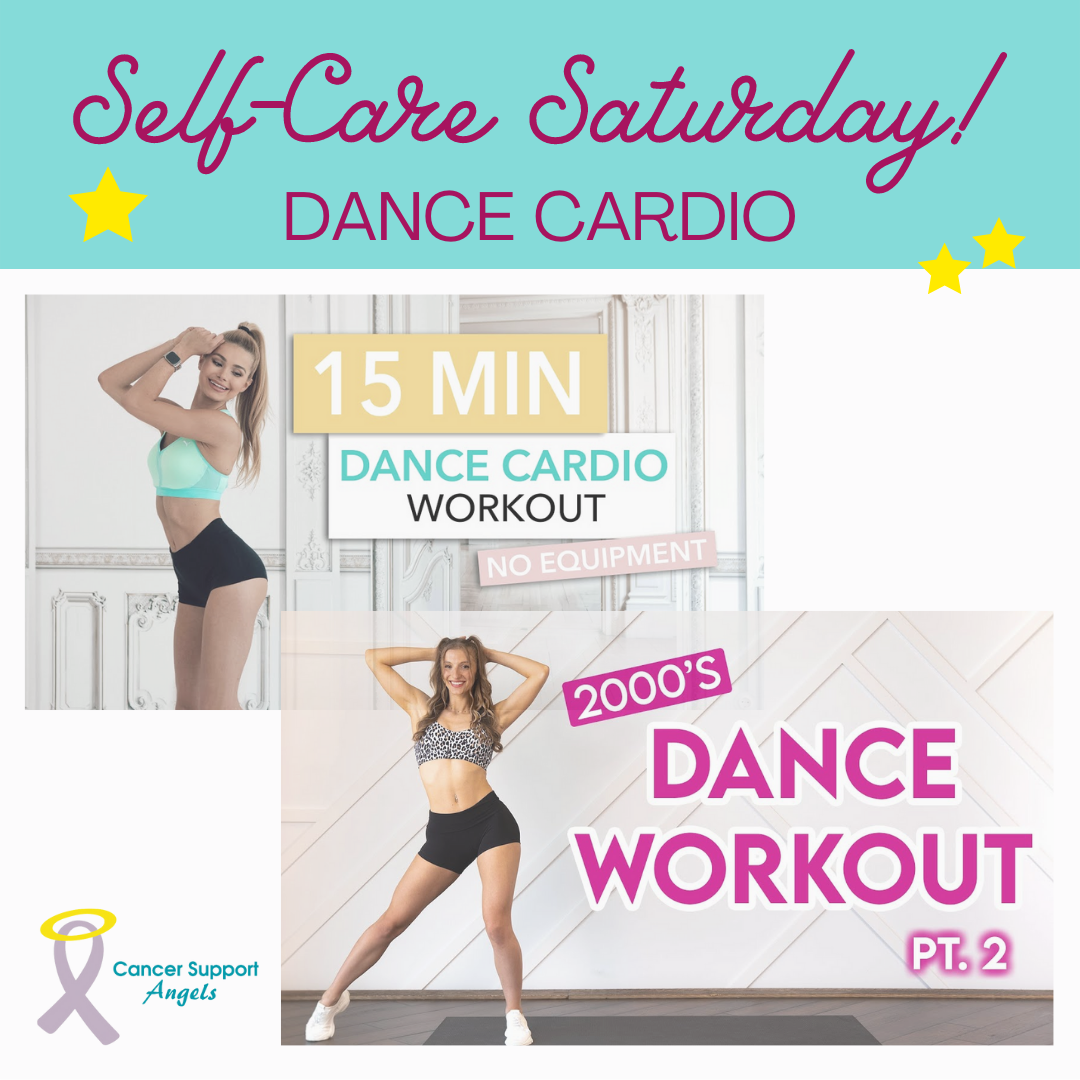 Self-Care Saturday!
DANCE CARDIO
15 MIN
DANCE CARDIO
WORKOUT
NO EQUIPMENT
2000'S
DANCE
WORKOUT
PT. 2
Cancer Support
Angels